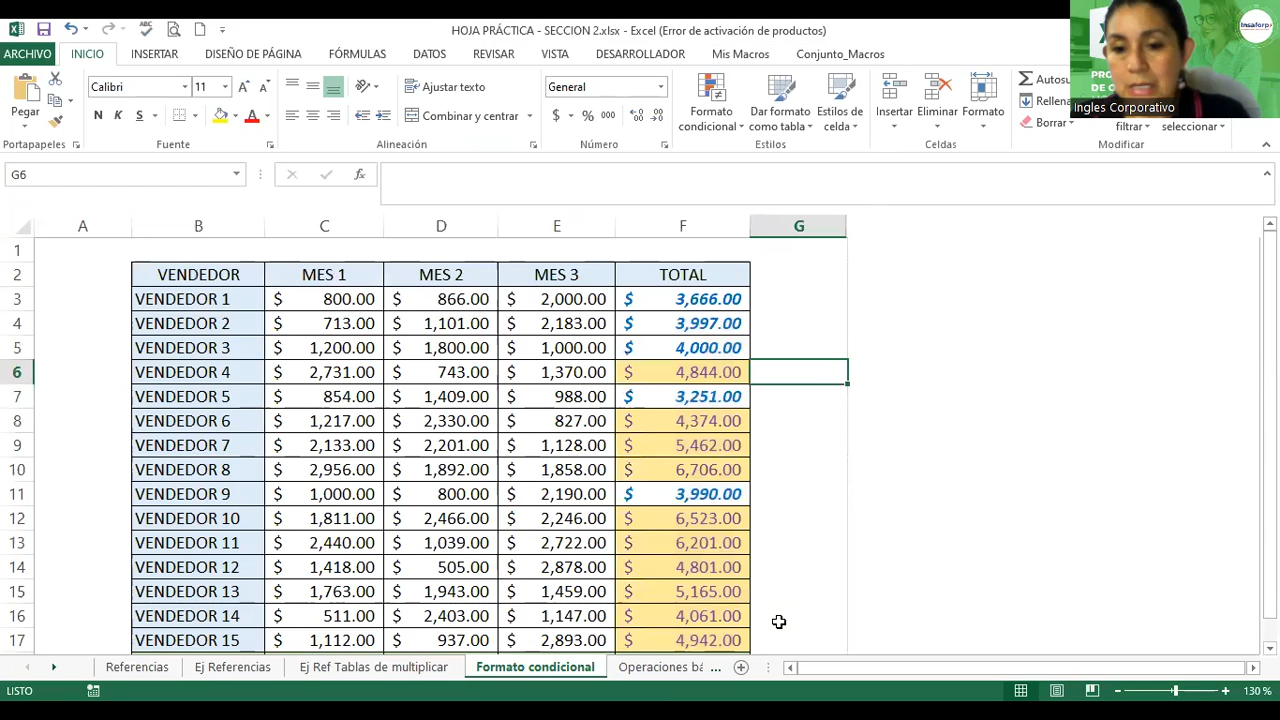 HOJA PRÁCTICA - SECCION 2.xlsx - Excel (Error de activación de productos)
ARCHIVO INICIO INSERTAR DISEÑO DE PÁGINA FÓRMULAS DATOS REVISAR VISTA DESARROLLADOR Mis Macros Conjunto_Macros
Insaforp
Pegar
Calibri 11
N K S
Ajustar texto
Combinar y centrar
General
$ % 000
Formato condicional
Dar formato como tabla
Estilos de celda
Insertar Eliminar Formato
Autosu
Rellena
Borrar
filtrar seleccionar
PRO
DE C
Ingles Corporativo
Portapapeles Fuente Alineación Número Estilos Celdas Modificar
G6
A B C D E F G
1
2 VENDEDOR MES 1 MES 2 MES 3 TOTAL
3 VENDEDOR 1 $ 800.00 $ 866.00 $ 2,000.00 $ 3,666.00
4 VENDEDOR 2 $ 713.00 $ 1,101.00 $ 2,183.00 $ 3,997.00
5 VENDEDOR 3 $ 1,200.00 $ 1,800.00 $ 1,000.00 $ 4,000.00
6 VENDEDOR 4 $ 2,731.00 $ 743.00 $ 1,370.00 $ 4,844.00
7 VENDEDOR 5 $ 854.00 $ 1,409.00 $ 988.00 $ 3,251.00
8 VENDEDOR 6 $ 1,217.00 $ 2,330.00 $ 827.00 $ 4,374.00
9 VENDEDOR 7 $ 2,133.00 $ 2,201.00 $ 1,128.00 $ 5,462.00
10 VENDEDOR 8 $ 2,956.00 $ 1,892.00 $ 1,858.00 $ 6,706.00
11 VENDEDOR 9 $ 1,000.00 $ 800.00 $ 2,190.00 $ 3,990.00
12 VENDEDOR 10 $ 1,811.00 $ 2,466.00 $ 2,246.00 $ 6,523.00
13 VENDEDOR 11 $ 2,440.00 $ 1,039.00 $ 2,722.00 $ 6,201.00
14 VENDEDOR 12 $ 1,418.00 $ 505.00 $ 2,878.00 $ 4,801.00
15 VENDEDOR 13 $ 1,763.00 $ 1,943.00 $ 1,459.00 $ 5,165.00
16 VENDEDOR 14 $ 511.00 $ 2,403.00 $ 1,147.00 $ 4,061.00
17 VENDEDOR 15 $ 1,112.00 $ 937.00 $ 2,893.00 $ 4,942.00
Referencias Ej Referencias Ej Ref Tablas de multiplicar Formato condicional Operaciones bá ...
LISTO 130 %